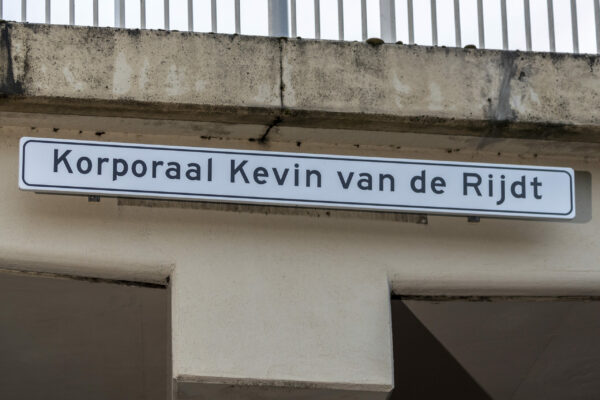 Korporaal Kevin van de Rijdt